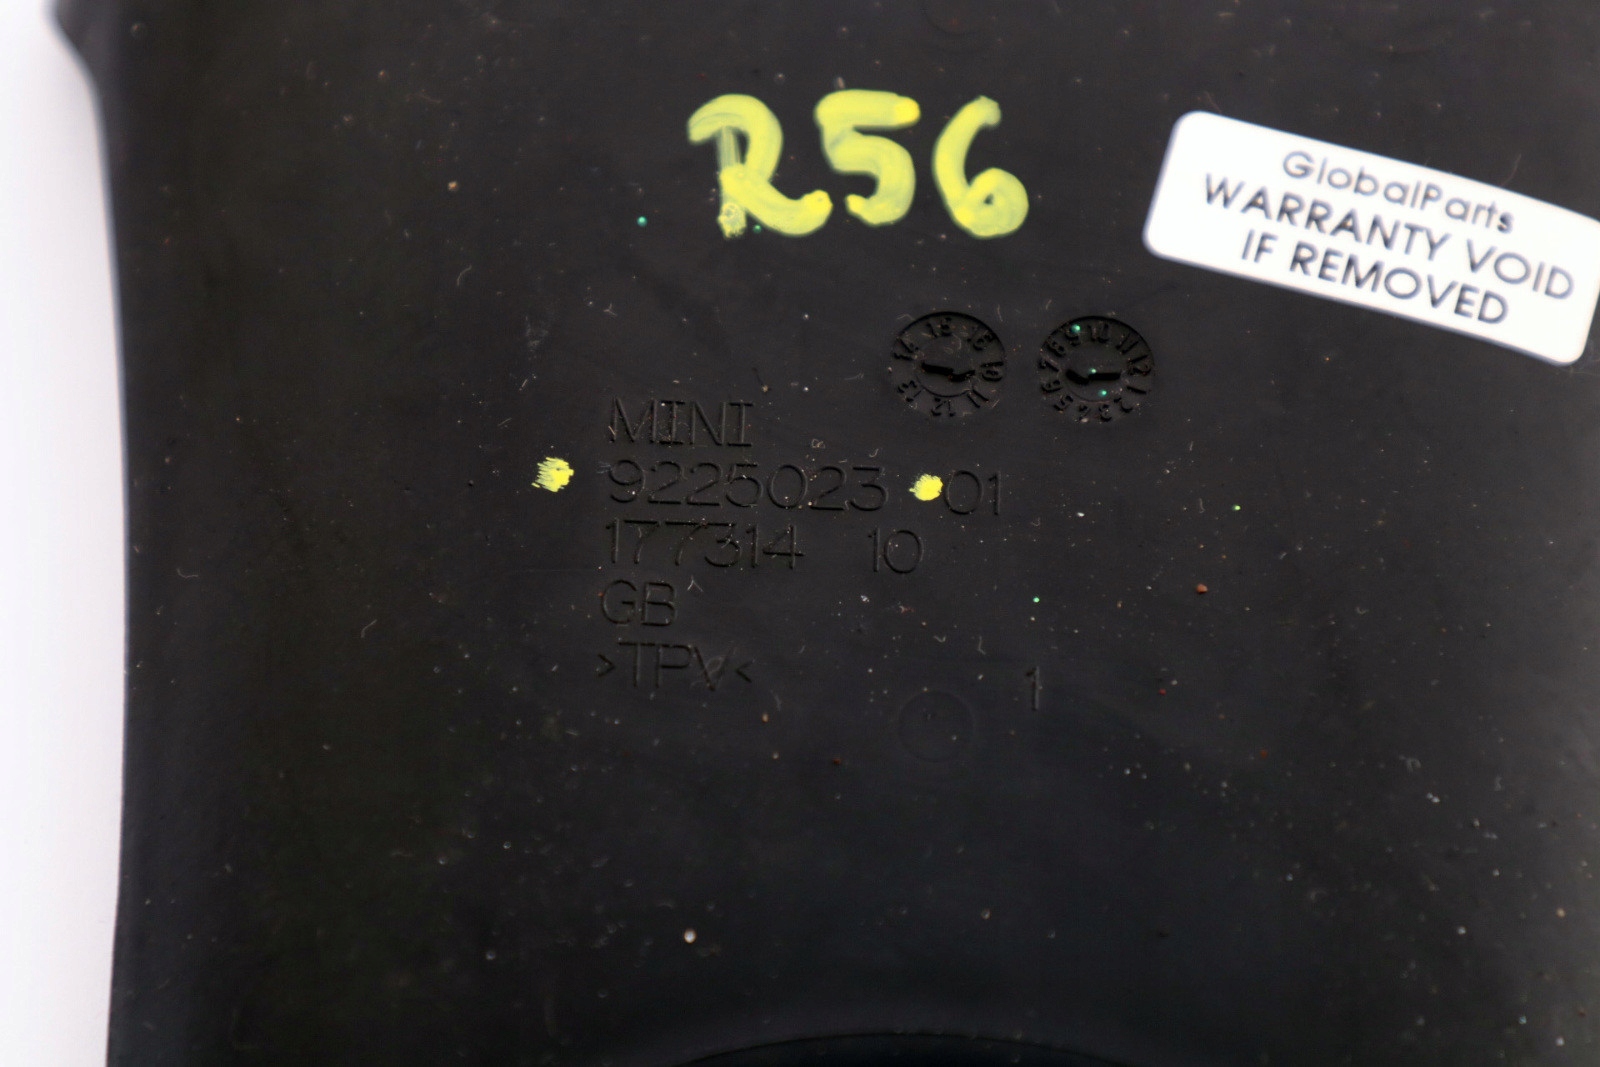 R56
GlobalParts
WARRANTY VOID
IF REMOVED
MINI
9225023 01
177314 10
GB
>TPV<
1